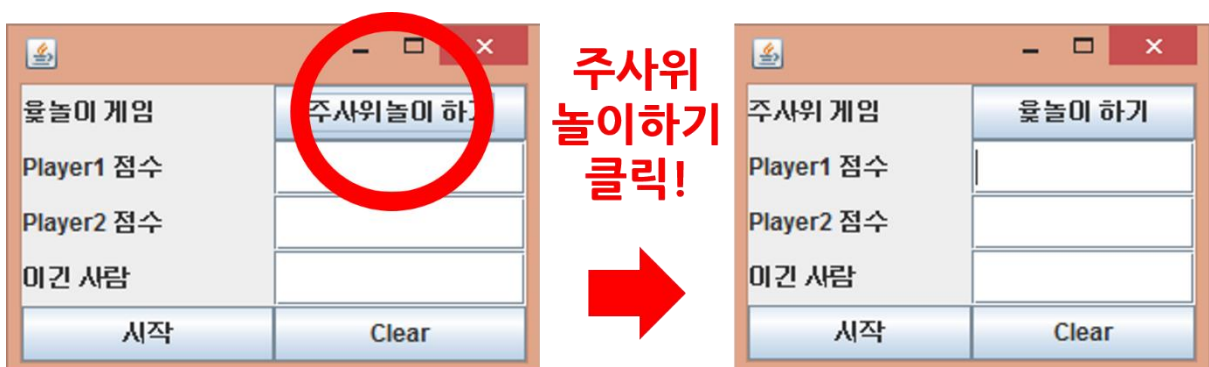 윷놀이 게임
주사위놀이 하기
Player1 점수
Player2 점수
이긴 사람
시작
Clear
주사위
놀이하기
클릭!
주사위 게임
윷놀이 하기
Player1 점수
Player2 점수
이긴 사람
시작
Clear